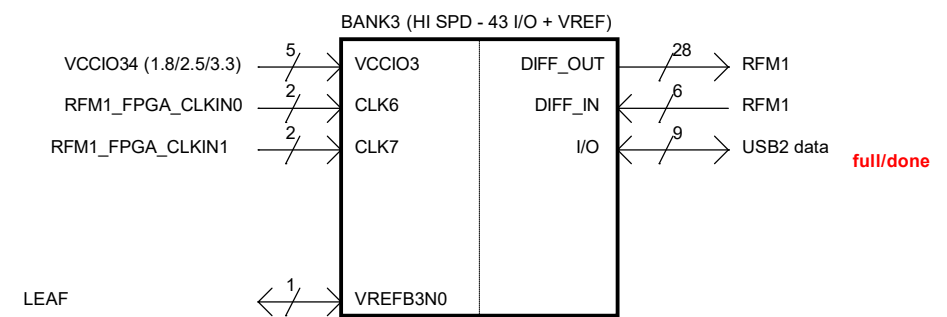 BANK3 (HI SPD - 43 I/O + VREF)
VCCIO34 (1.8/2.5/3.3) 5 VCCIO3 DIFF_OUT 28 RFM1
RFM1_FPGA_CLKIN0 2 CLK6 DIFF_IN 6 RFM1
RFM1_FPGA_CLKIN1 2 CLK7 I/O 9 USB2 data
full/done
LEAF 1 VREFB3N0